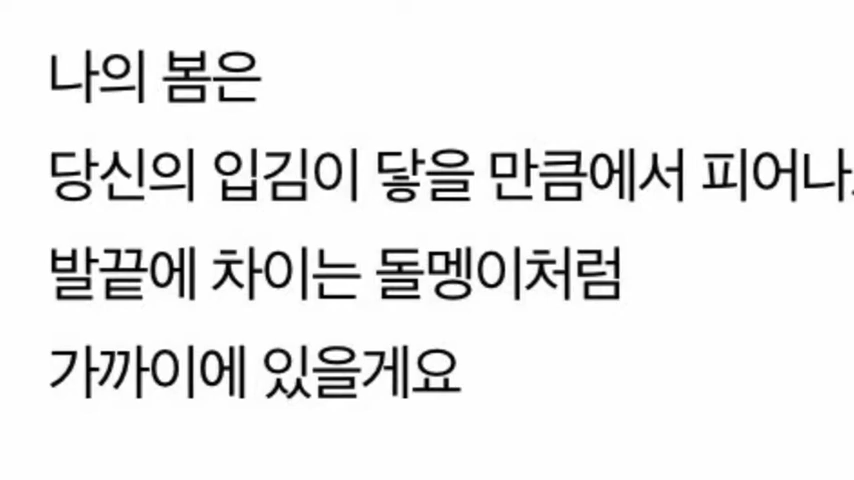 나의 봄은
당신의 입김이 닿을 만큼에서 피어나
발끝에 차이는 돌멩이처럼
가까이에 있을게요